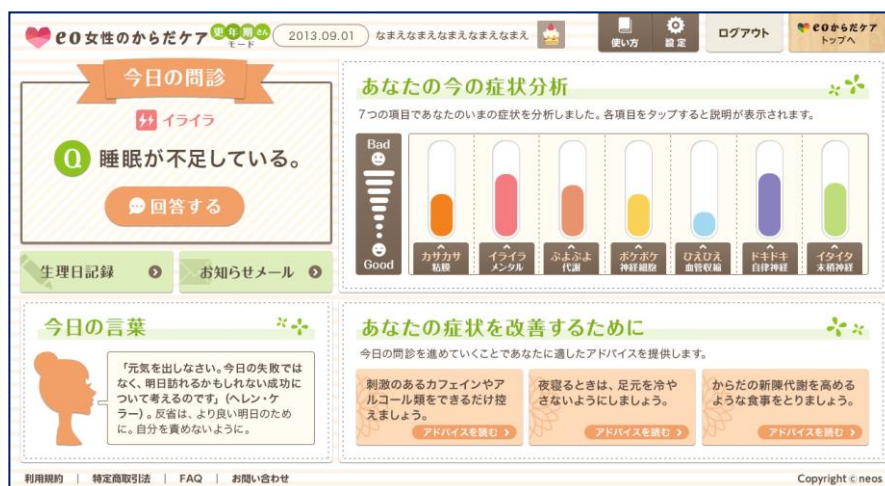 eo女性のからだケア
更年期さん
モード
2013.09.01
なまえなまえなまえなまえなまえ
使い方
設定
ログアウト
eoからだケア
トップへ
今日の問診
イライラ
Q 睡眠が不足している。
回答する
生理日記録
お知らせメール
あなたの今の症状分析
7つの項目であなたのいまの症状を分析しました。各項目をタップすると説明が表示されます。
Bad
Good
カサカサ
粘膜
イライラ
メンタル
ぷよぷよ
代謝
ボケボケ
神経細胞
ひえひえ
血管収縮
ドキドキ
自律神経
イタイタ
末梢神経
今日の言葉
「元気を出しなさい。今日の失敗では
なく、明日訪れるかもしれない成功に
ついて考えるのです」(ヘレン・ケ
ラー)。反省は、より良い明日のため
に。自分を責めないように。
あなたの症状を改善するために
今日の問診を進めていくことであなたに適したアドバイスを提供します。
刺激のあるカフェインやア
ルコール類をできるだけ控
えましょう。
アドバイスを読む
夜寝るときは、足元を冷や
さないようにしましょう。
アドバイスを読む
からだの新陳代謝を高める
ような食事をとりましょう。
アドバイスを読む
利用規約 | 特定商取引法 | FAQ | お問い合わせ
Copyright © neos